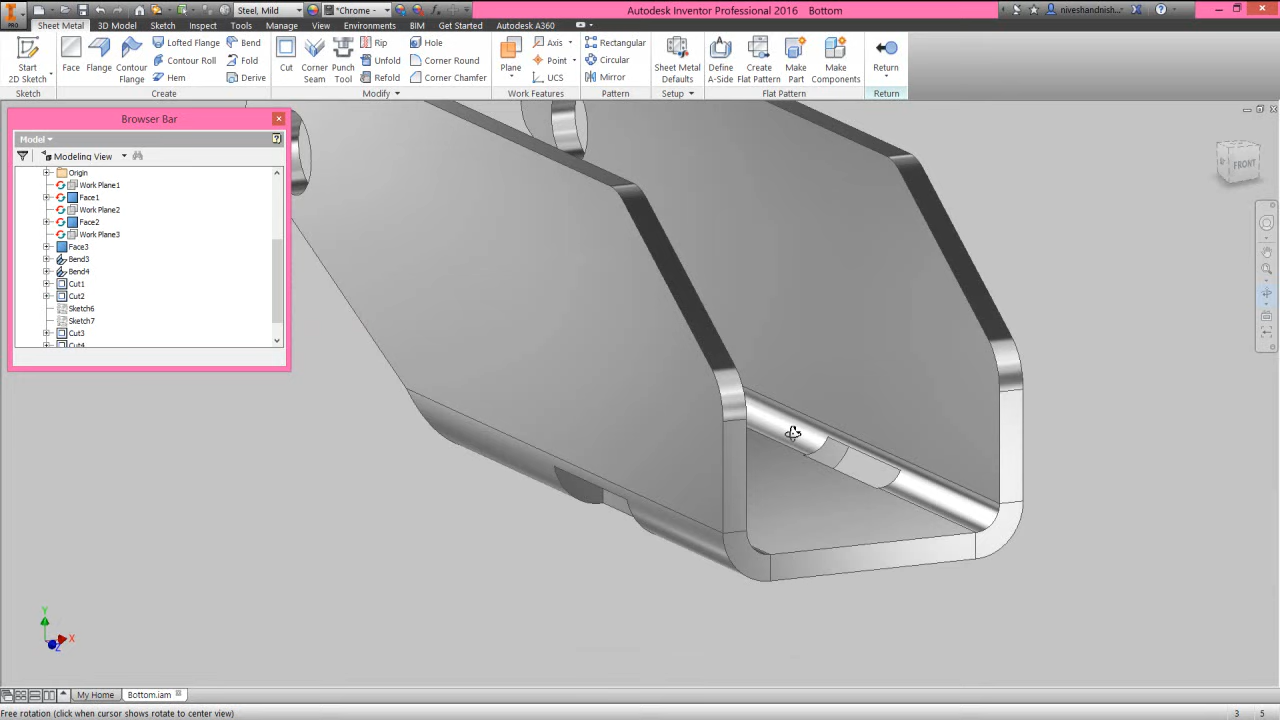 Steel, Mild
*Chrome -
Autodesk Inventor Professional 2016 Bottom
niveshandnish...
PRO
Sheet Metal 3D Model Sketch Inspect Tools Manage View Environments BIM Get Started Autodesk A360
Start
2D Sketch
Face
Flange
Contour
Flange
Lofted Flange
Contour Roll
Hem
Bend
Fold
Derive
Cut
Corner
Seam
Punch
Tool
Rip
Unfold
Refold
Hole
Corner Round
Corner Chamfer
Plane
Axis
Point
UCS
Rectangular
Circular
Mirror
Sheet Metal
Defaults
Define
A-Side
Create
Flat Pattern
Make
Part
Make
Components
Return
Sketch Create Modify Work Features Pattern Setup Flat Pattern Return
Browser Bar
Model
Modeling View
Origin
Work Plane1
Face1
Work Plane2
Face2
Work Plane3
Face3
Bend3
Bend4
Cut1
Cut2
Sketch6
Sketch7
Cut3
Cut4
FRONT
Y
X
Z
My Home Bottom.iam
Free rotation (click when cursor shows rotate to center view) 3 5